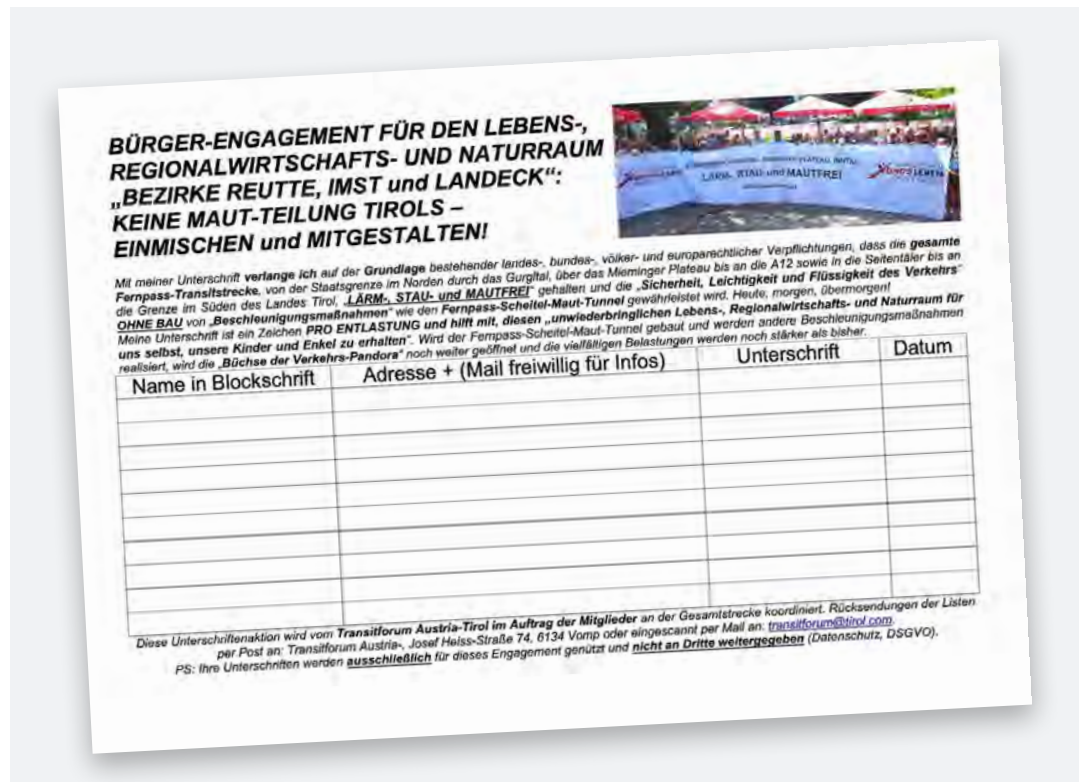 BÜRGER-ENGAGEMENT FÜR DEN LEBENS-,
REGIONALWIRTSCHAFTS- UND NATURRAUM
„BEZIRKE REUTTE, IMST und LANDECK“:
KEINE MAUT-TEILUNG TIROLS –
EINMISCHEN und MITGESTALTEN!
LÄRM-, STAU- und MAUTFREI
Mit meiner Unterschrift verlange ich auf der Grundlage bestehender landes-, bundes-, völker- und europarechtlicher Verpflichtungen, dass die gesamte
Fernpass-Transitstrecke, von der Staatsgrenze im Norden durch das Gurgltal, über das Mieminger Plateau bis an die A12 sowie in die Seitentäler bis an
die Grenze im Süden des Landes Tirol, „LÄRM-, STAU- und MAUTFREI“ gehalten und die „Sicherheit, Leichtigkeit und Flüssigkeit des Verkehrs“
OHNE BAU von „Beschleunigungsmaßnahmen“ wie den Fernpass-Scheitel-Maut-Tunnel gewährleistet wird. Heute, morgen, übermorgen!
Meine Unterschrift ist ein Zeichen PRO ENTLASTUNG und hilft mit, diesen „unwiederbringlichen Lebens-, Regionalwirtschafts- und Naturraum für
uns selbst, unsere Kinder und Enkel zu erhalten“. Wird der Fernpass-Scheitel-Maut-Tunnel gebaut und werden andere Beschleunigungsmaßnahmen
realisiert, wird die „Büchse der Verkehrs-Pandora“ noch weiter geöffnet und die vielfältigen Belastungen werden noch stärker als bisher.
Name in Blockschrift Adresse + (Mail freiwillig für Infos) Unterschrift Datum
Diese Unterschriftenaktion wird vom Transitforum Austria-Tirol im Auftrag der Mitglieder an der Gesamtstrecke koordiniert. Rücksendungen der Listen
per Post an: Transitforum Austria-, Josef Heiss-Straße 74, 6134 Vomp oder eingescannt per Mail an: transitforum@tirol.com.
PS: Ihre Unterschriften werden ausschließlich für dieses Engagement genützt und nicht an Dritte weitergegeben (Datenschutz, DSGVO).